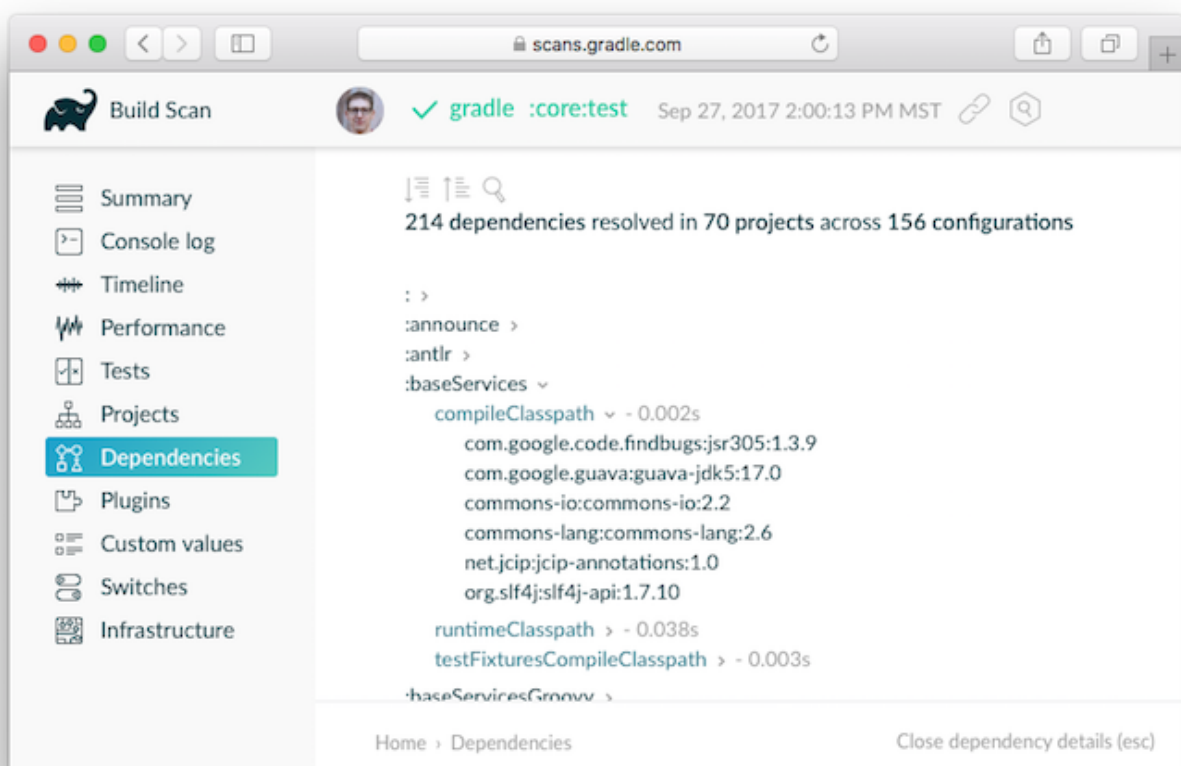 scans.gradle.com
Build Scan
gradle :core:test Sep 27, 2017 2:00:13 PM MST
Summary
Console log
Timeline
Performance
Tests
Projects
Dependencies
Plugins
Custom values
Switches
Infrastructure
214 dependencies resolved in 70 projects across 156 configurations
: >
:announce >
:antlr >
:baseServices
compileClasspath - 0.002s
com.google.code.findbugs:jsr305:1.3.9
com.google.guava:guava-jdk5:17.0
commons-io:commons-io:2.2
commons-lang:commons-lang:2.6
net.jcip:jcip-annotations:1.0
org.slf4j:slf4j-api:1.7.10
runtimeClasspath > - 0.038s
testFixturesCompileClasspath > - 0.003s
:baseServicesGroovy >
Home > Dependencies
Close dependency details (esc)